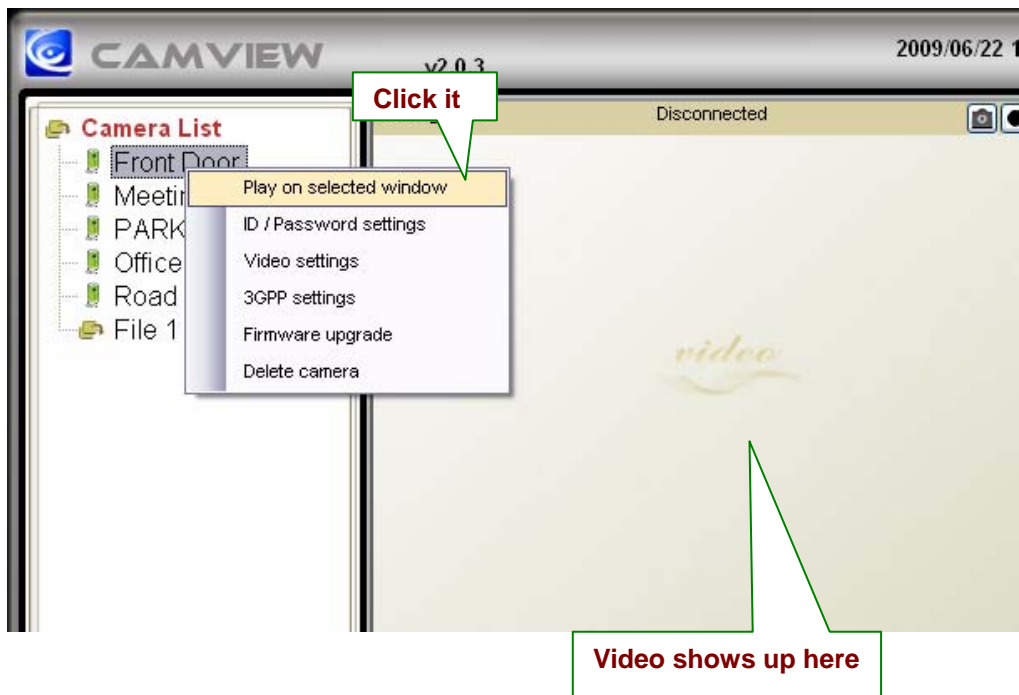 CAMVIEW
v2.0.3
2009/06/22
Click it
Disconnected
Camera List
Front Door
Play on selected window
ID / Password settings
PARK
Video settings
Office
3GPP settings
Road
Firmware upgrade
File 1
Delete camera
video
Video shows up here